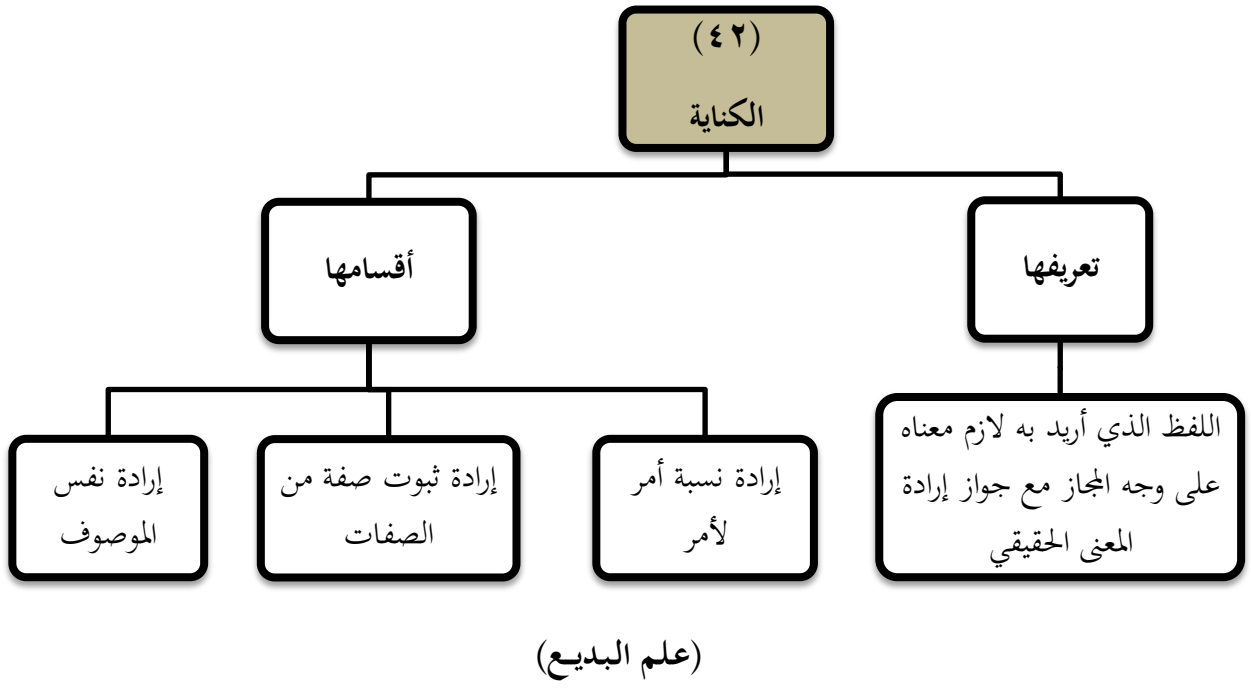 (٤٢)
الكناية
تعريفها
أقسامها
اللفظ الذي أريد به لازم معناه
على وجه المجاز مع جواز إرادة
المعنى الحقيقي
إرادة نسبة أمر
لأمر
إرادة ثبوت صفة من
الصفات
إرادة نفس
الموصوف
(علم البديع)